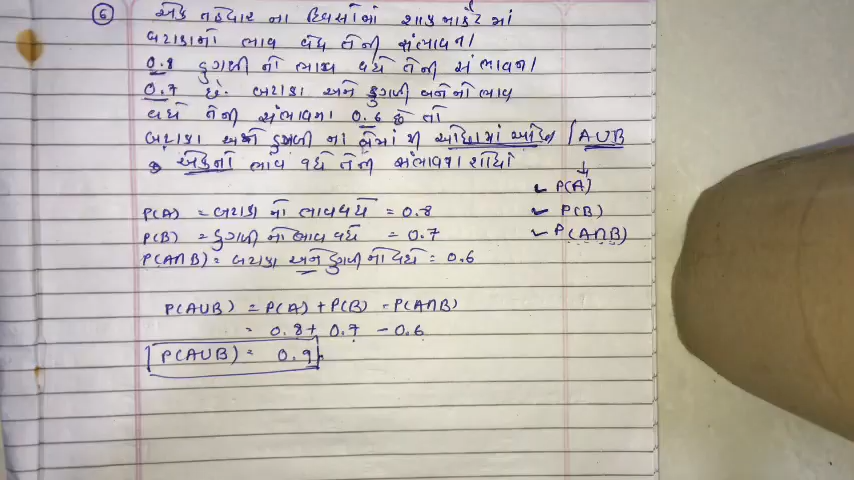 ⑥ એક તહેવાર ના દિવસોમાં શાક માર્કેટ માં
બટાકાનો ભાવ વધે તેની સંભાવના
0.8 ડુંગળી નો ભાવ વધે તેની સંભાવના
0.7 છે. બટાકા અને ડુંગળી બંનેનો ભાવ
વધે તેની સંભાવના 0.6 છે તો
બટાકા અને ડુંગળી ના બેમાં થી ઓછામાં ઓછા AUB
એકનો ભાવ વધે તેની સંભાવના શોધો
P(A)
P(A) = બટાકા નો ભાવ વધે = 0.8
P(B)
P(B) = ડુંગળી નો ભાવ વધે = 0.7
P(A∩B)
P(A∩B) = બટાકા અને ડુંગળી નો વધે = 0.6
P(AUB) = P(A) + P(B) - P(A∩B)
= 0.8 + 0.7 - 0.6
P(AUB) = 0.9